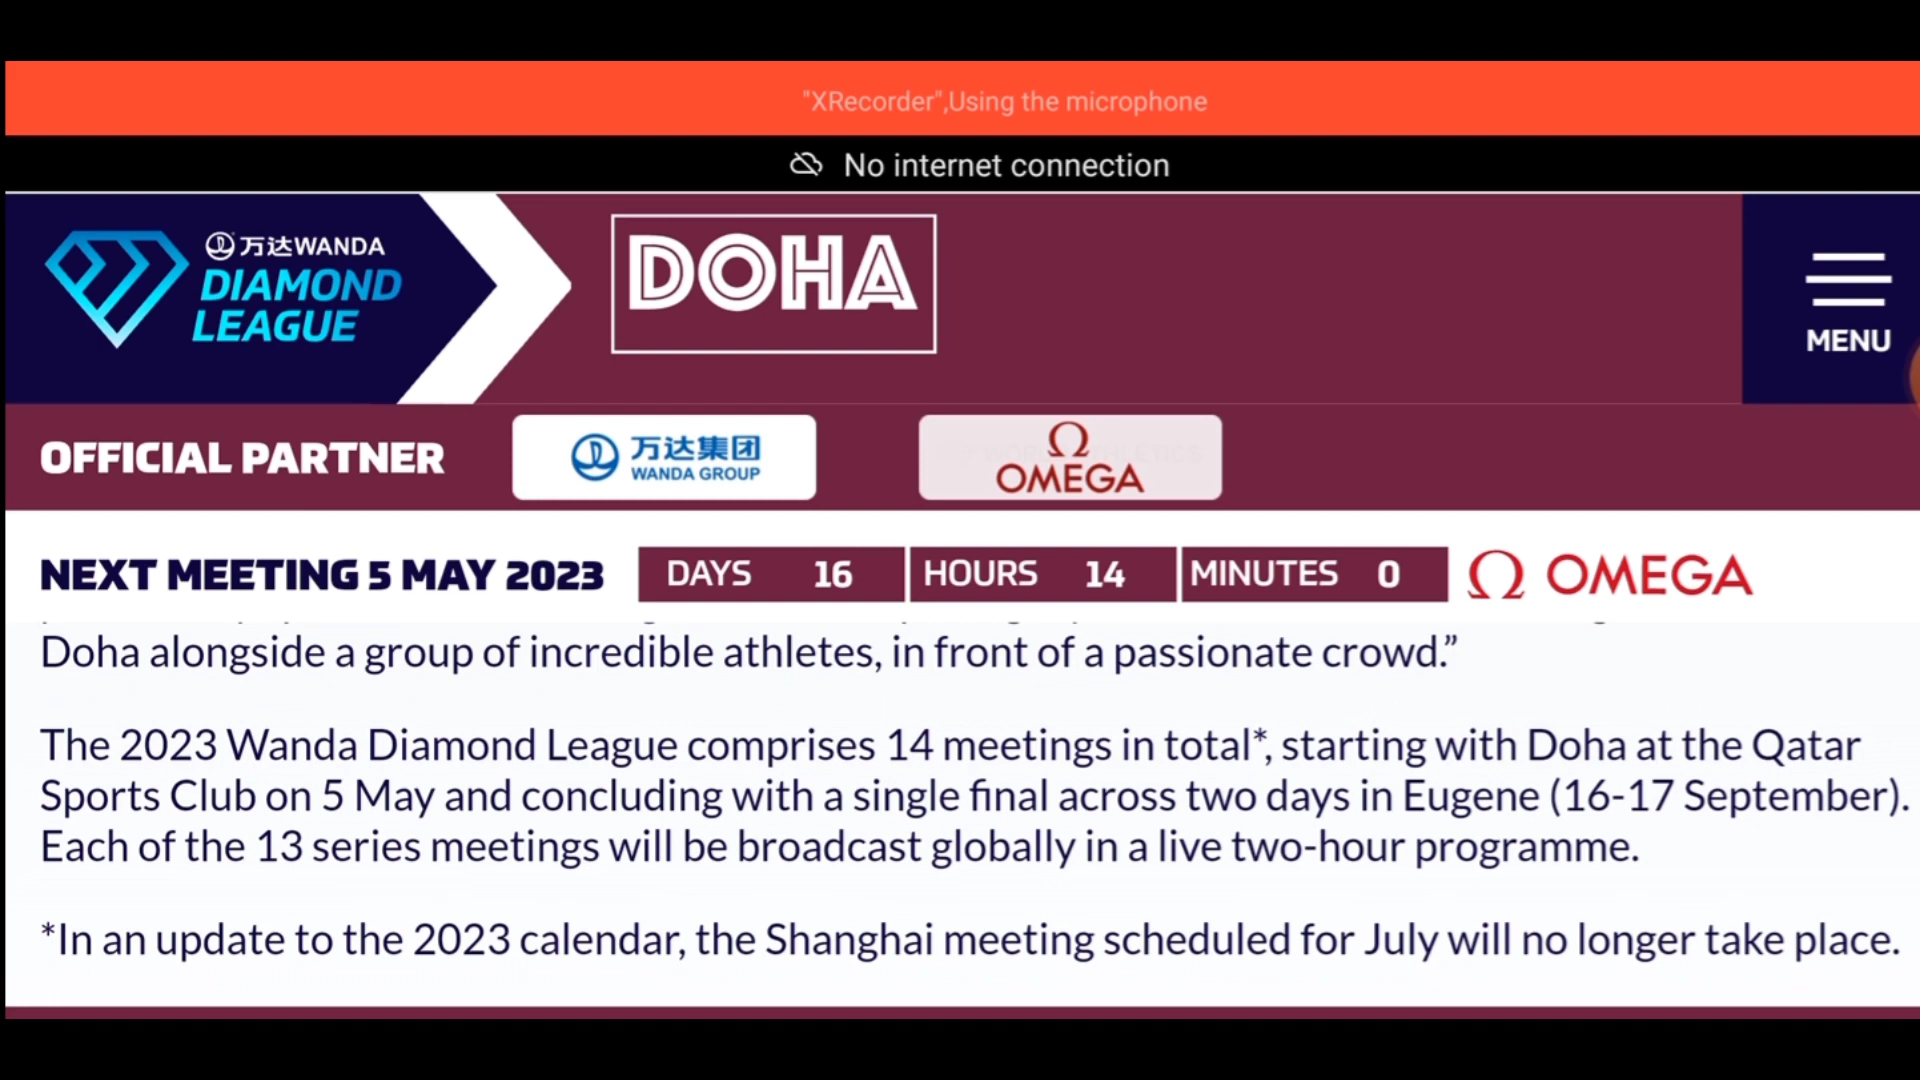 "XRecorder",Using the microphone
No internet connection
万达WANDA
DIAMOND
LEAGUE
DOHA
MENU
OFFICIAL PARTNER
万达集团
WANDA GROUP
Ω
OMEGA
NEXT MEETING 5 MAY 2023
DAYS 16 HOURS 14 MINUTES 0
Ω OMEGA
Doha alongside a group of incredible athletes, in front of a passionate crowd.”
The 2023 Wanda Diamond League comprises 14 meetings in total*, starting with Doha at the Qatar
Sports Club on 5 May and concluding with a single final across two days in Eugene (16-17 September).
Each of the 13 series meetings will be broadcast globally in a live two-hour programme.
*In an update to the 2023 calendar, the Shanghai meeting scheduled for July will no longer take place.